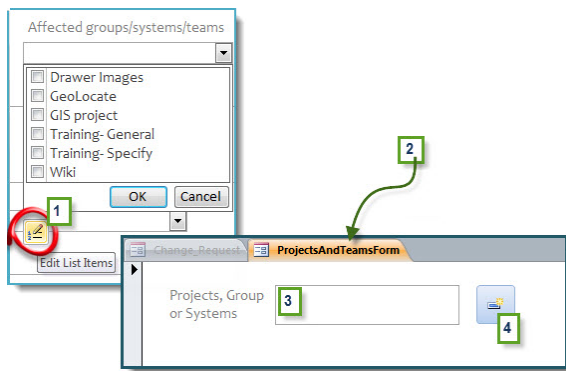 Affected groups/systems/teams
Drawer Images
GeoLocate
GIS project
Training- General
Training- Specify
Wiki
OK Cancel
1
Edit List Items
2
Change_Request ProjectsAndTeamsForm
Projects, Group
or Systems
3
4